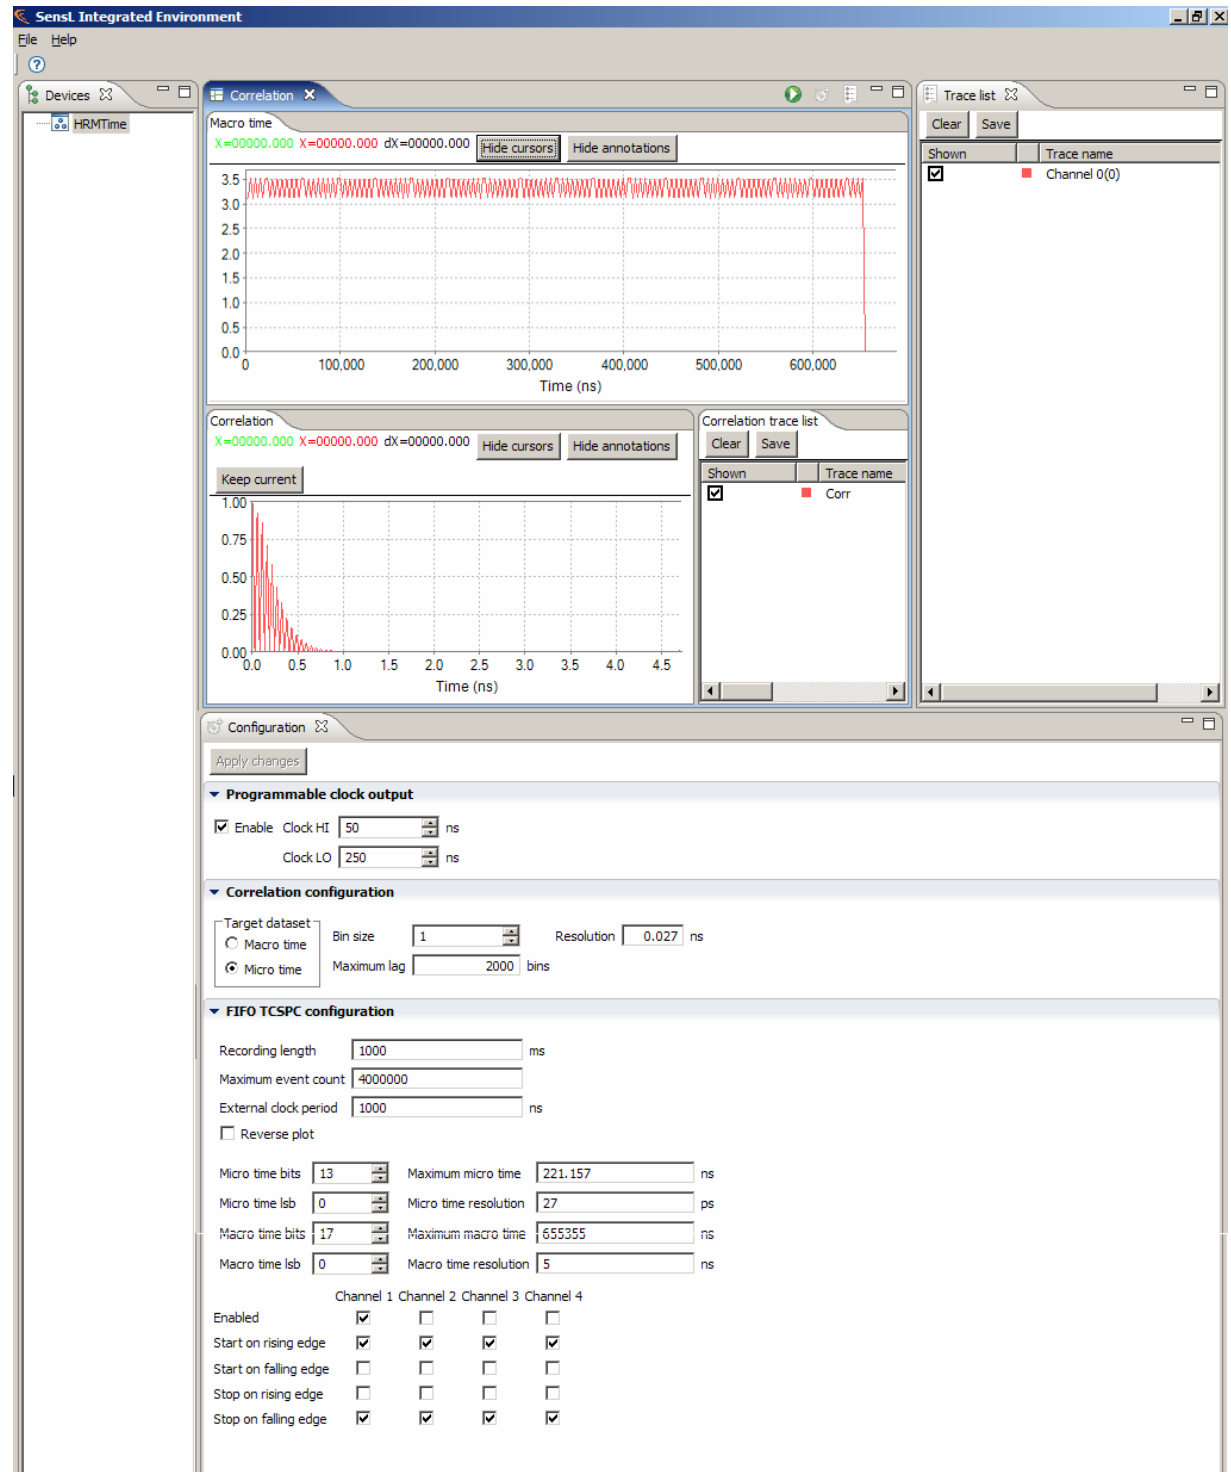 SensL Integrated Environment
File Help
Devices
HRMTime
Correlation
Macro time
X=00000.000 X=00000.000 dX=00000.000 Hide cursors Hide annotations
3.5
3.0
2.5
2.0
1.5
1.0
0.5
0.0
0 100,000 200,000 300,000 400,000 500,000 600,000
Time (ns)
Correlation
X=00000.000 X=00000.000 dX=00000.000 Hide cursors Hide annotations
Keep current
1.00
0.75
0.50
0.25
0.00
0.0 0.5 1.0 1.5 2.0 2.5 3.0 3.5 4.0 4.5
Time (ns)
Correlation trace list
Clear Save
Shown Trace name
Corr
Trace list
Clear Save
Shown Trace name
Channel 0(0)
Configuration
Apply changes
Programmable clock output
Enable Clock HI 50 ns
Clock LO 250 ns
Correlation configuration
Target dataset
Macro time
Micro time
Bin size 1 Resolution 0.027 ns
Maximum lag 2000 bins
FIFO TCSPC configuration
Recording length 1000 ms
Maximum event count 4000000
External clock period 1000 ns
Reverse plot
Micro time bits 13 Maximum micro time 221.157 ns
Micro time lsb 0 Micro time resolution 27 ps
Macro time bits 17 Maximum macro time 655355 ns
Macro time lsb 0 Macro time resolution 5 ns
Channel 1 Channel 2 Channel 3 Channel 4
Enabled
Start on rising edge
Start on falling edge
Stop on rising edge
Stop on falling edge